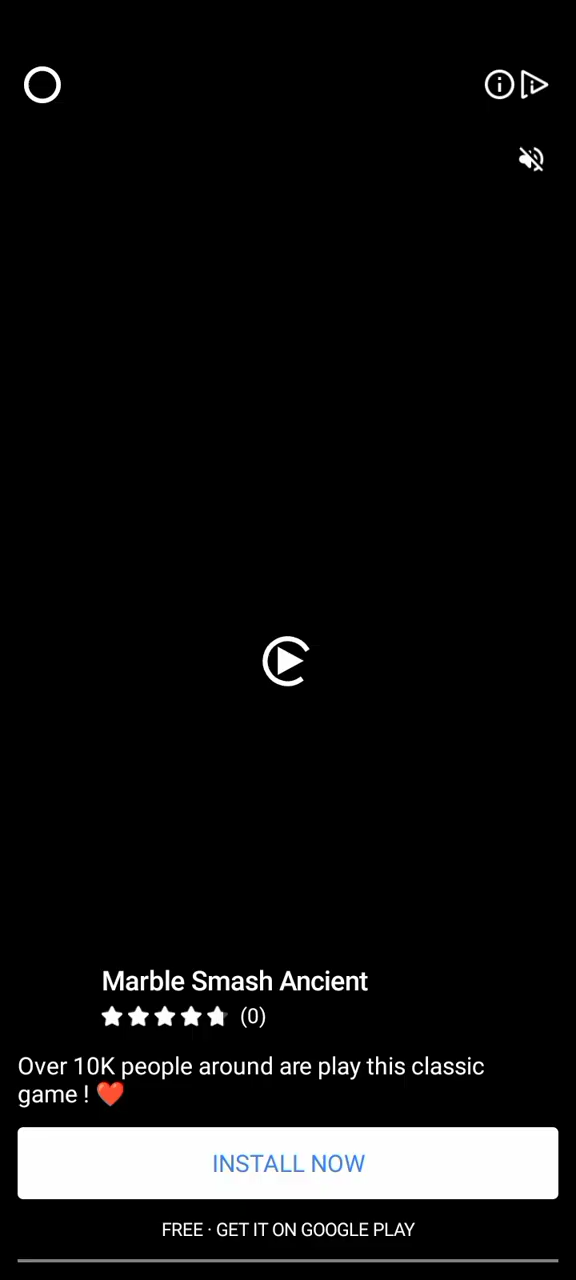 Marble Smash Ancient
(0)
Over 10K people around are play this classic
game ! ❤️
INSTALL NOW
FREE · GET IT ON GOOGLE PLAY